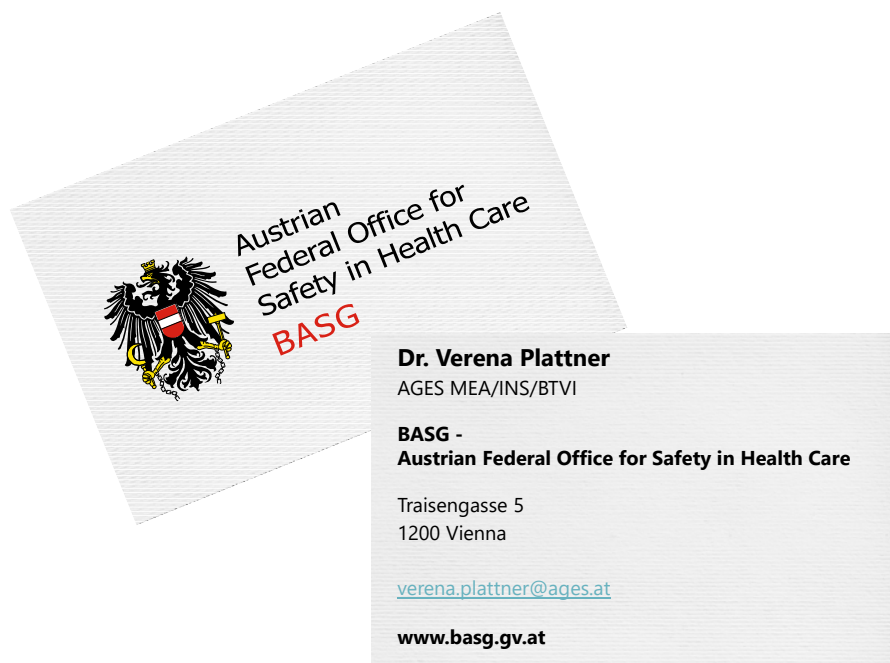 Austrian
Federal Office for
Safety in Health Care
BASG
Dr. Verena Plattner
AGES MEA/INS/BTVI
BASG -
Austrian Federal Office for Safety in Health Care
Traisengasse 5
1200 Vienna
verena.plattner@ages.at
www.basg.gv.at